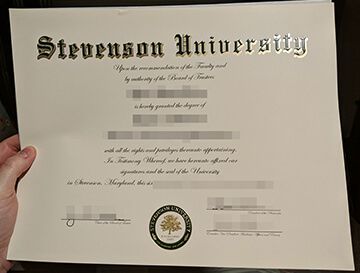 Stevenson University
Upon the recommendation of the Faculty and
by authority of the Board of Trustees
is hereby granted the degree of
with all the rights and privileges thereunto appertaining.
In Testimony Whereof, we have hereunto affixed our
signatures and the seal of the University
in Stevenson, Maryland, this
STEVENSON UNIVERSITY